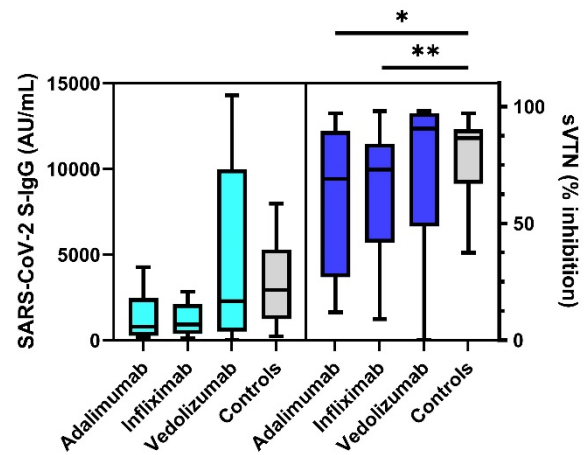 *
**
SARS-CoV-2 S-IgG (AU/mL)
15000
10000
5000
0
100
50
0
sVTN (% inhibition)
Adalimumab
Infliximab
Vedolizumab
Controls
Adalimumab
Infliximab
Vedolizumab
Controls